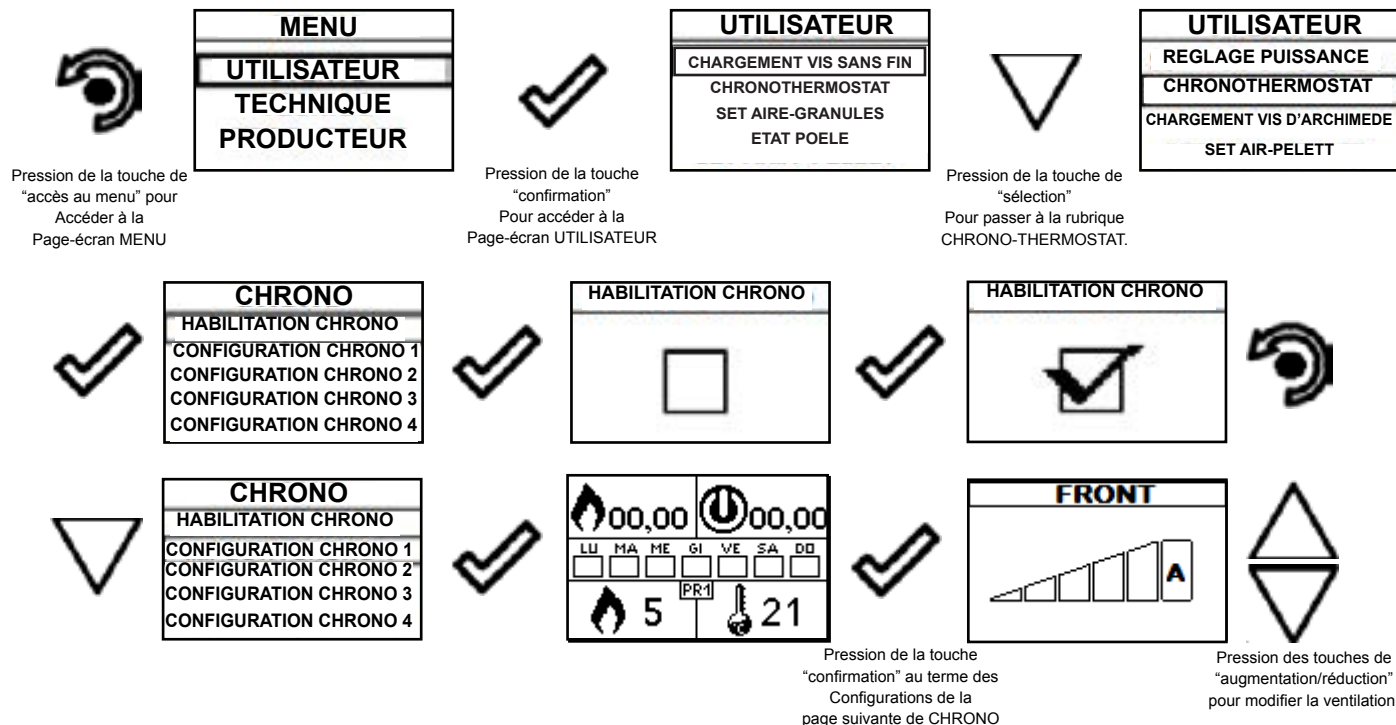 MENU
UTILISATEUR
TECHNIQUE
PRODUCTEUR
Pression de la touche de
“accès au menu” pour
Accéder à la
Page-écran MENU
UTILISATEUR
CHARGEMENT VIS SANS FIN
CHRONOTHERMOSTAT
SET AIRE-GRANULES
ETAT POELE
Pression de la touche
“confirmation”
Pour accéder à la
Page-écran UTILISATEUR
UTILISATEUR
REGLAGE PUISSANCE
CHRONOTHERMOSTAT
CHARGEMENT VIS D'ARCHIMEDE
SET AIR-PELETT
Pression de la touche de
“sélection”
Pour passer à la rubrique
CHRONO-THERMOSTAT.
CHRONO
HABILITATION CHRONO
CONFIGURATION CHRONO 1
CONFIGURATION CHRONO 2
CONFIGURATION CHRONO 3
CONFIGURATION CHRONO 4
HABILITATION CHRONO
HABILITATION CHRONO
CHRONO
HABILITATION CHRONO
CONFIGURATION CHRONO 1
CONFIGURATION CHRONO 2
CONFIGURATION CHRONO 3
CONFIGURATION CHRONO 4
00,00 00,00
LU MA ME GI VE SA DO
PR1
5 21
FRONT
A
Pression de la touche
“confirmation” au terme des
Configurations de la
page suivante de CHRONO
Pression des touches de
“augmentation/réduction”
pour modifier la ventilation